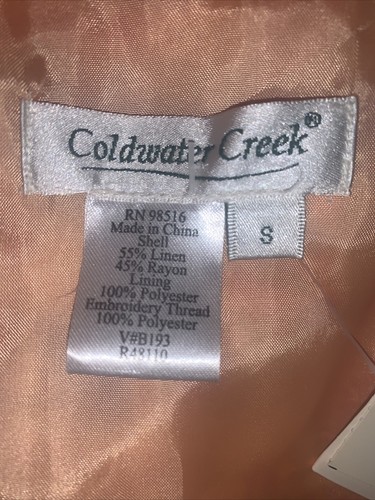 Coldwater Creek®
RN 98516
Made in China
Shell
55% Linen
45% Rayon
Lining
100% Polyester
Embroidery Thread
100% Polyester
V#B193
R48110
S